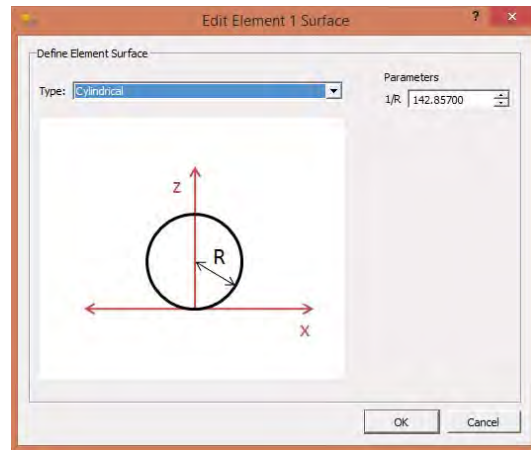 Edit Element 1 Surface
? ×
Define Element Surface
Type: Cylindrical
Parameters
1/R 142.85700
Z
R
X
OK Cancel